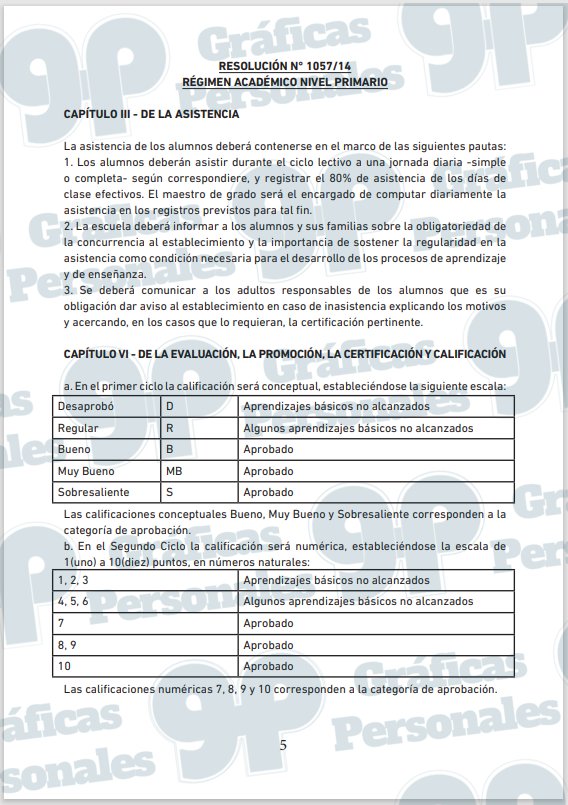 RESOLUCIÓN N° 1057/14
RÉGIMEN ACADÉMICO NIVEL PRIMARIO
CAPÍTULO III - DE LA ASISTENCIA
La asistencia de los alumnos deberá contenerse en el marco de las siguientes pautas:
1. Los alumnos deberán asistir durante el ciclo lectivo a una jornada diaria -simple
o completa- según correspondiere, y registrar el 80% de asistencia de los días de
clase efectivos. El maestro de grado será el encargado de computar diariamente la
asistencia en los registros previstos para tal fin.
2. La escuela deberá informar a los alumnos y sus familias sobre la obligatoriedad de
la concurrencia al establecimiento y la importancia de sostener la regularidad en la
asistencia como condición necesaria para el desarrollo de los procesos de aprendizaje
y de enseñanza.
3. Se deberá comunicar a los adultos responsables de los alumnos que es su
obligación dar aviso al establecimiento en caso de inasistencia explicando los motivos
y acercando, en los casos que lo requieran, la certificación pertinente.
CAPÍTULO VI - DE LA EVALUACIÓN, LA PROMOCIÓN, LA CERTIFICACIÓN Y CALIFICACIÓN
a. En el primer ciclo la calificación será conceptual, estableciéndose la siguiente escala:
Desaprobó D Aprendizajes básicos no alcanzados
Regular R Algunos aprendizajes básicos no alcanzados
Bueno B Aprobado
Muy Bueno MB Aprobado
Sobresaliente S Aprobado
Las calificaciones conceptuales Bueno, Muy Bueno y Sobresaliente corresponden a la
categoría de aprobación.
b. En el Segundo Ciclo la calificación será numérica, estableciéndose la escala de
1(uno) a 10(diez) puntos, en números naturales:
1, 2, 3 Aprendizajes básicos no alcanzados
4, 5, 6 Algunos aprendizajes básicos no alcanzados
7 Aprobado
8, 9 Aprobado
10 Aprobado
Las calificaciones numéricas 7, 8, 9 y 10 corresponden a la categoría de aprobación.
5
gp Gráficas Personales